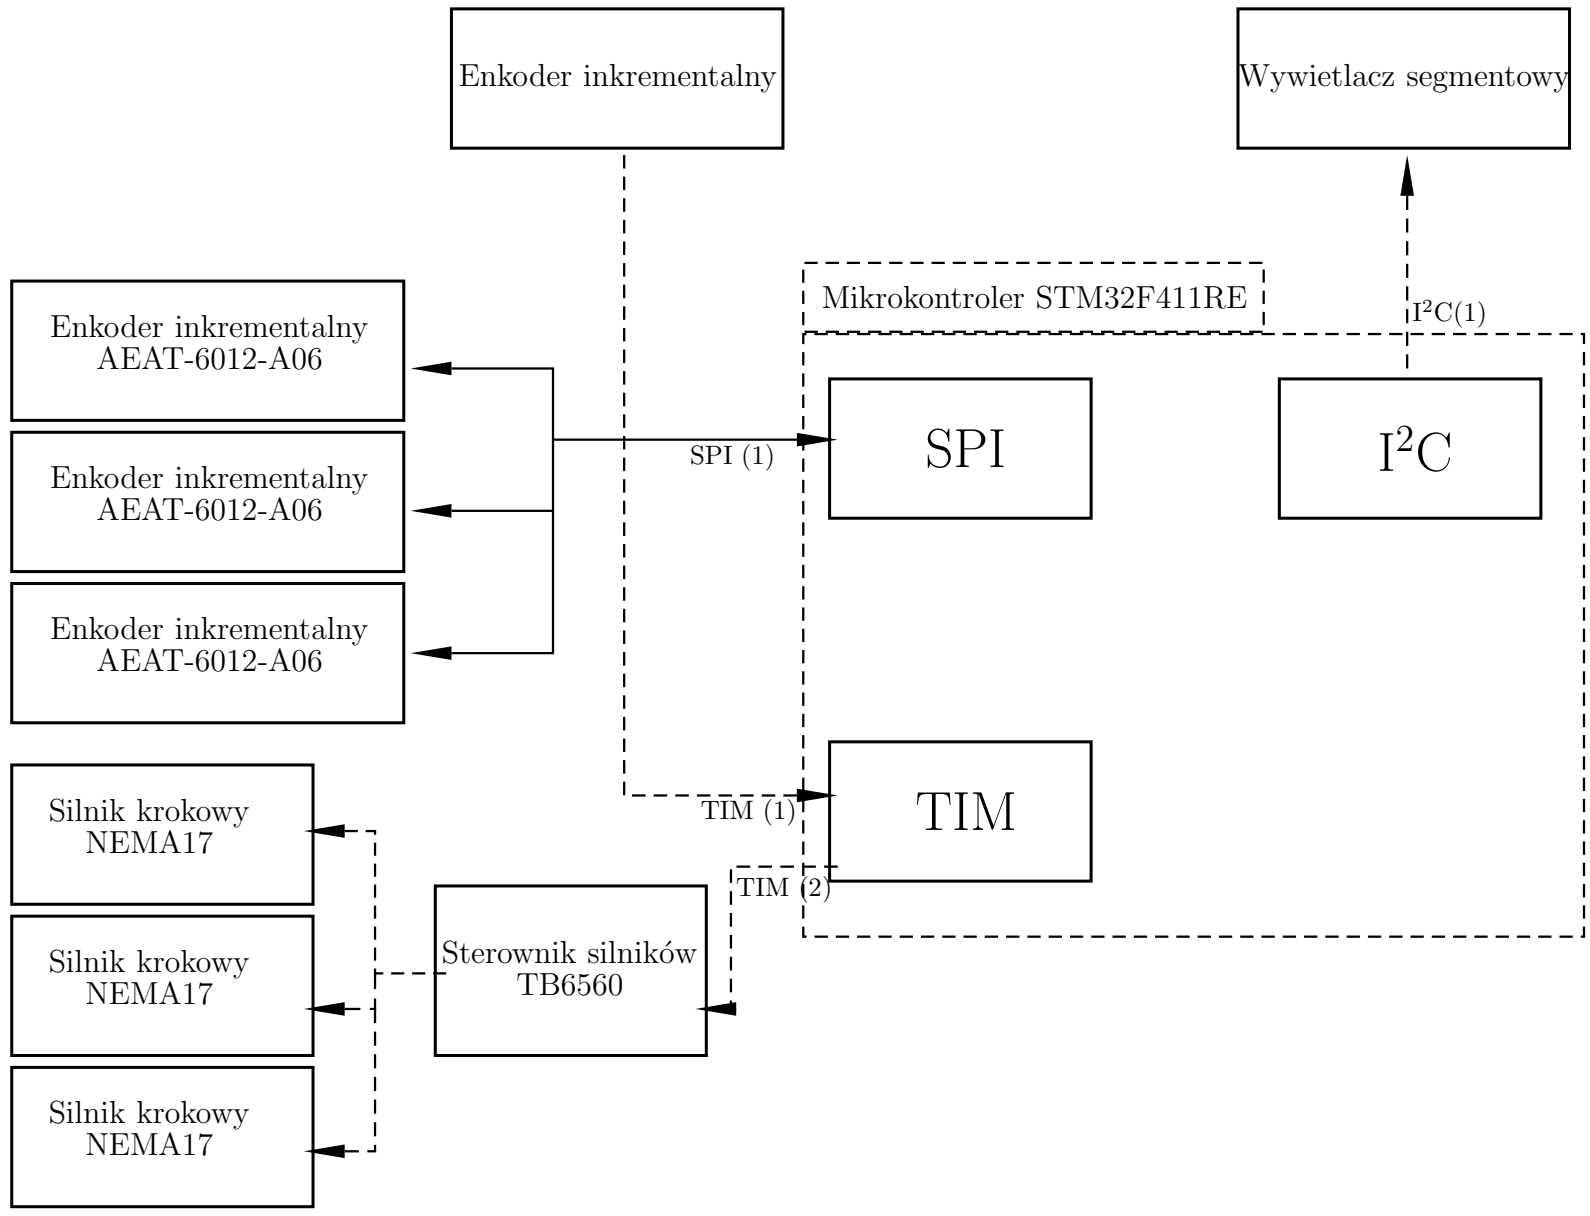 Enkoder inkrementalny
Wywietlacz segmentowy
Mikrokontroler STM32F411RE
I²C(1)
Enkoder inkrementalny
AEAT-6012-A06
SPI (1)
SPI
I²C
Enkoder inkrementalny
AEAT-6012-A06
Enkoder inkrementalny
AEAT-6012-A06
TIM (1)
TIM
TIM (2)
Silnik krokowy
NEMA17
Sterownik silników
TB6560
Silnik krokowy
NEMA17
Silnik krokowy
NEMA17